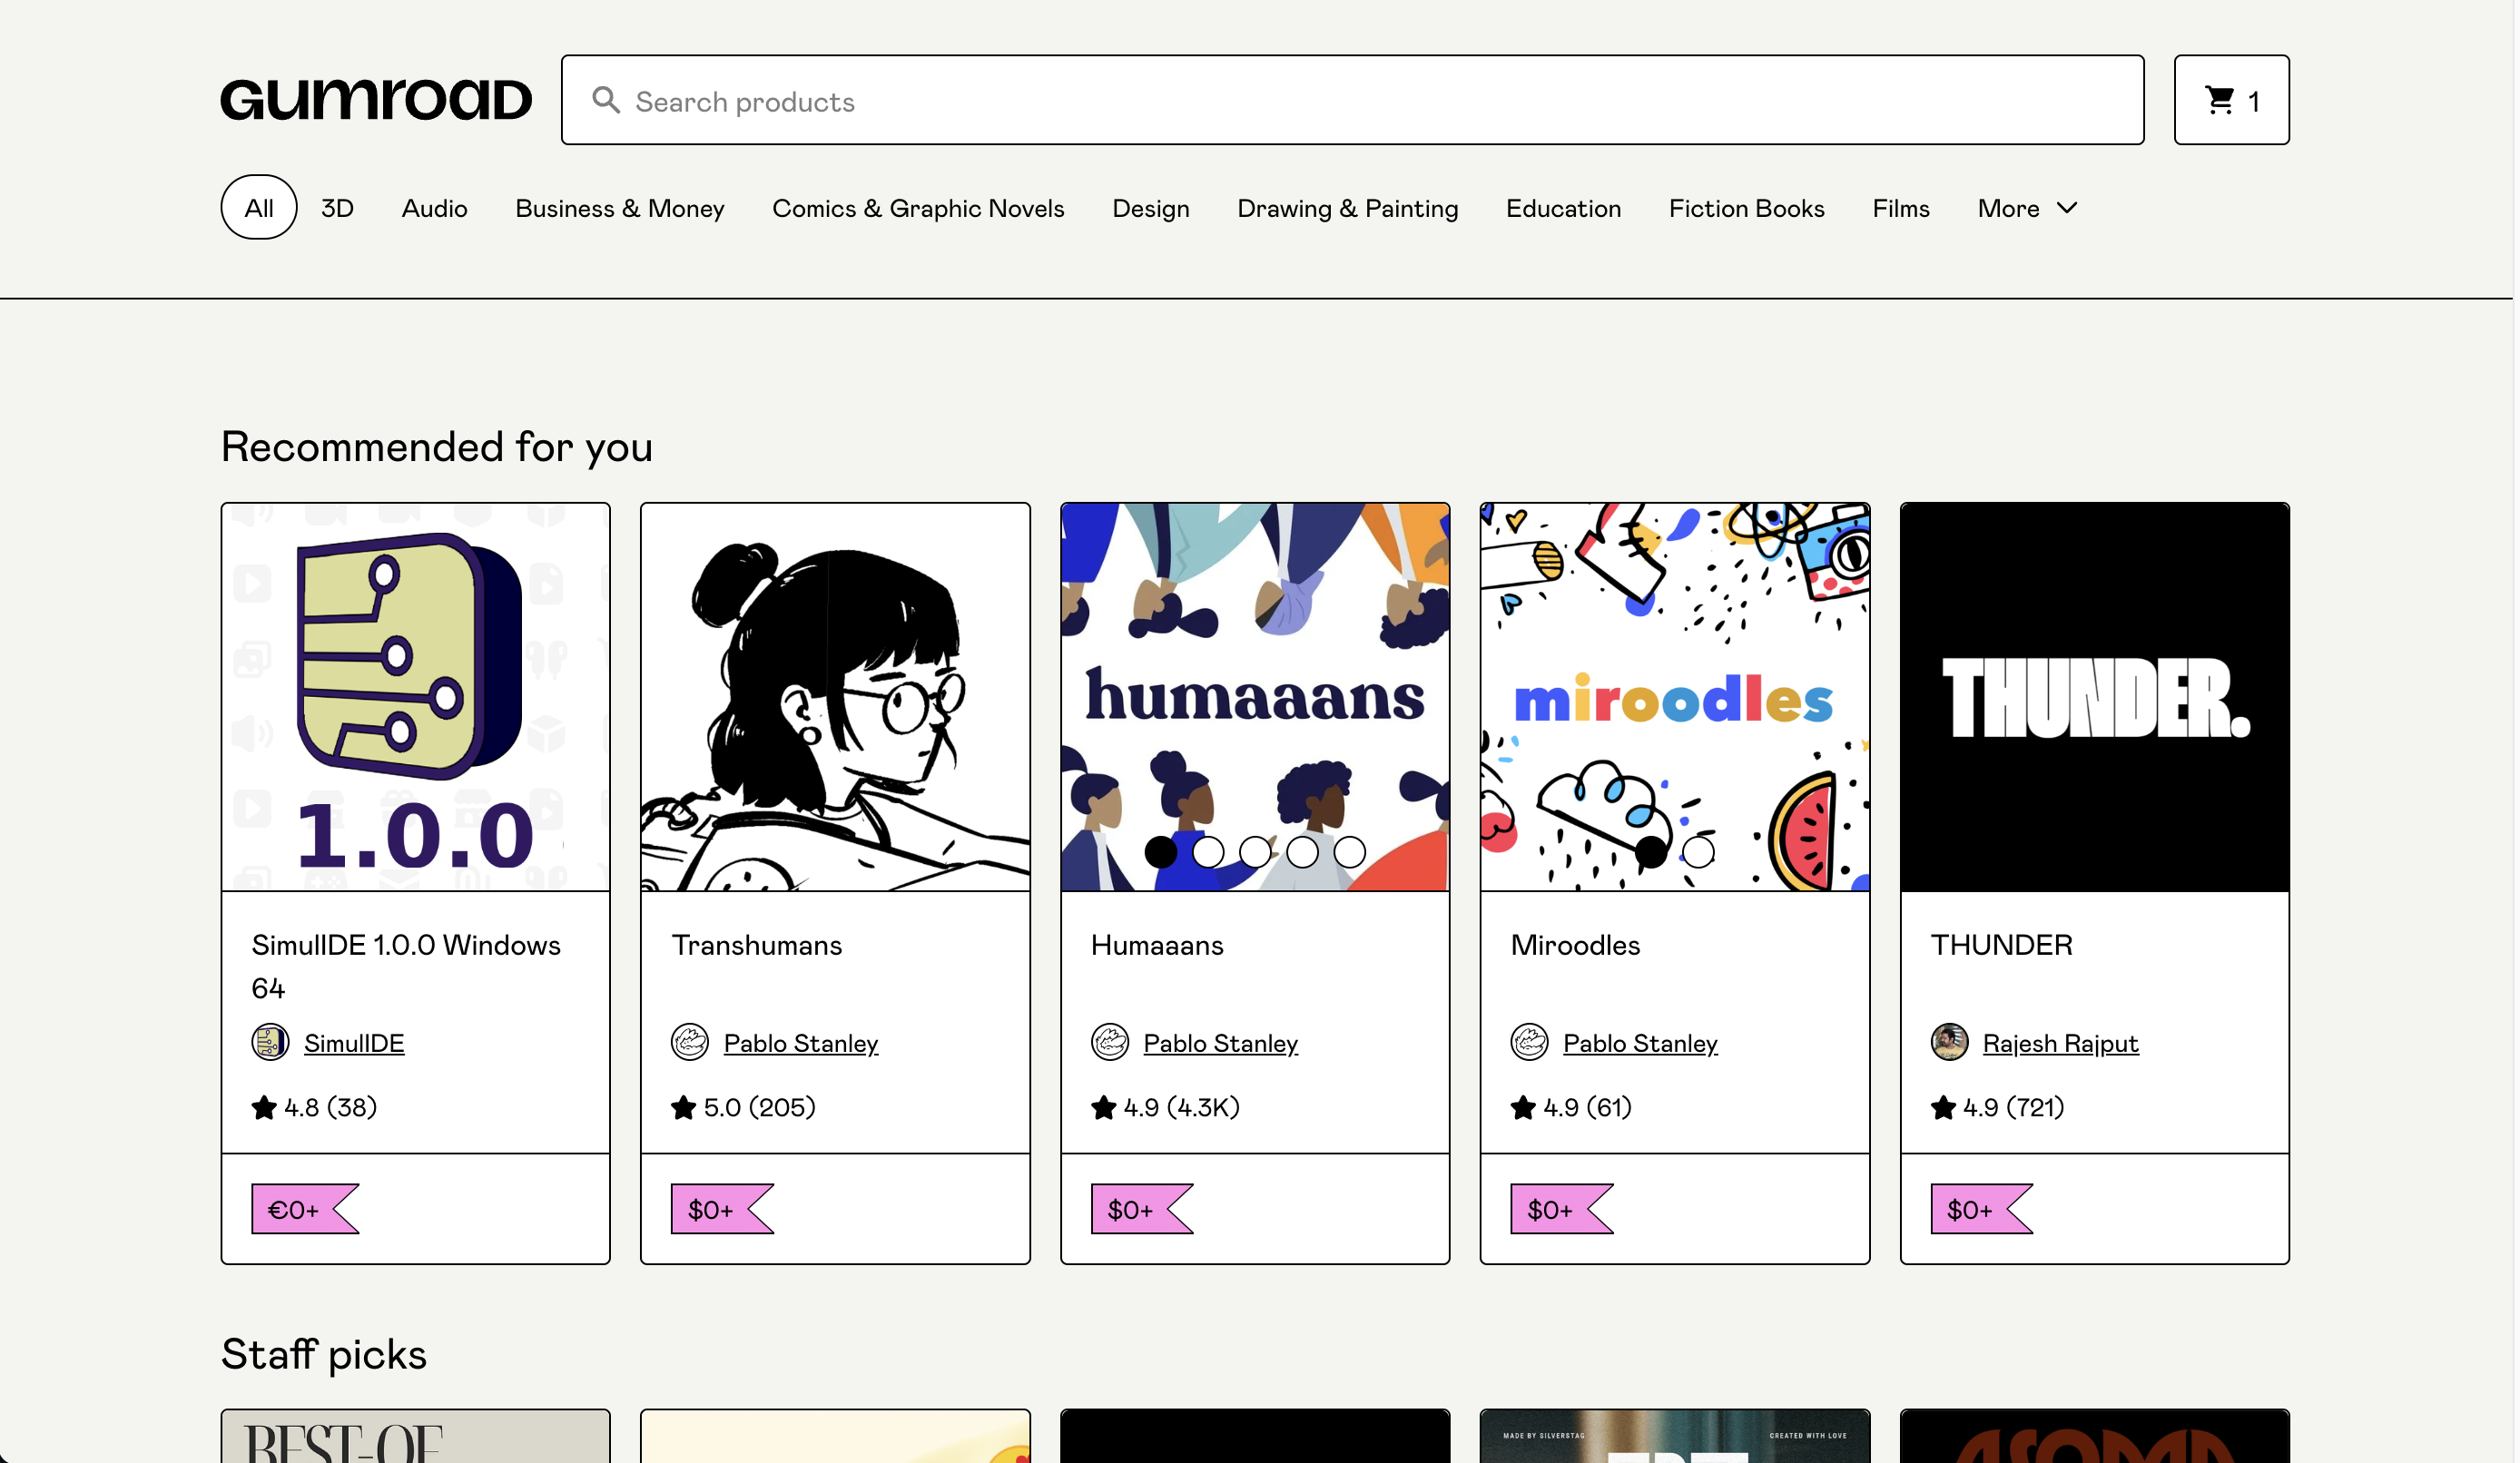 Gumroad
Search products
1
All 3D Audio Business & Money Comics & Graphic Novels Design Drawing & Painting Education Fiction Books Films More
Recommended for you
1.0.0
humaaans
miroodles
THUNDER.
SimulIDE 1.0.0 Windows
64
SimulIDE
4.8 (38)
€0+
Transhumans
Pablo Stanley
5.0 (205)
$0+
Humaaans
Pablo Stanley
4.9 (4.3K)
$0+
Miroodles
Pablo Stanley
4.9 (61)
$0+
THUNDER
Rajesh Rajput
4.9 (721)
$0+
Staff picks
BEST-OF
MADE BY SILVERSTAG CREATED WITH LOVE